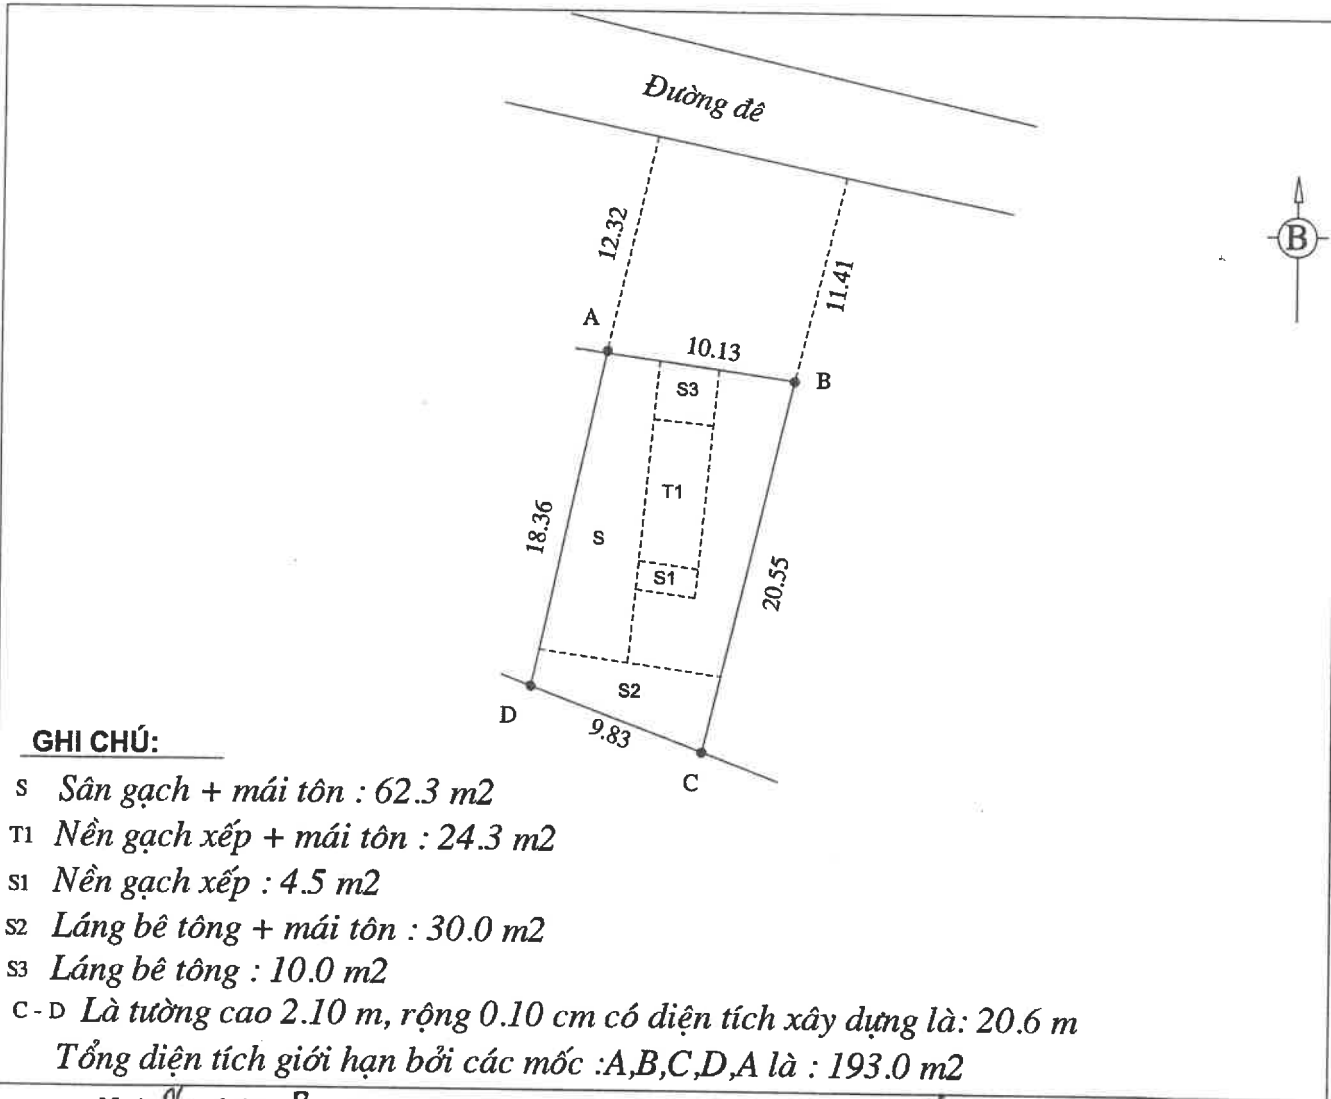 Đường đê
12.32
11.41
B
A
10.13
B
S3
T1
18.36
S
S1
20.55
S2
D
9.83
C
GHI CHÚ:
S Sân gạch + mái tôn : 62.3 m2
T1 Nền gạch xếp + mái tôn : 24.3 m2
S1 Nền gạch xếp : 4.5 m2
S2 Láng bê tông + mái tôn : 30.0 m2
S3 Láng bê tông : 10.0 m2
C - D Là tường cao 2.10 m, rộng 0.10 cm có diện tích xây dựng là: 20.6 m
Tổng diện tích giới hạn bởi các mốc :A,B,C,D,A là : 193.0 m2